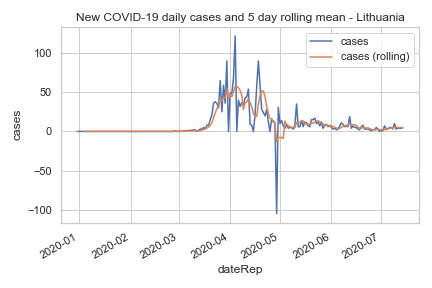 New COVID-19 daily cases and 5 day rolling mean - Lithuania
cases
cases (rolling)
100
50
0
−50
−100
cases
2020-01
2020-02
2020-03
2020-04
2020-05
2020-06
2020-07
dateRep